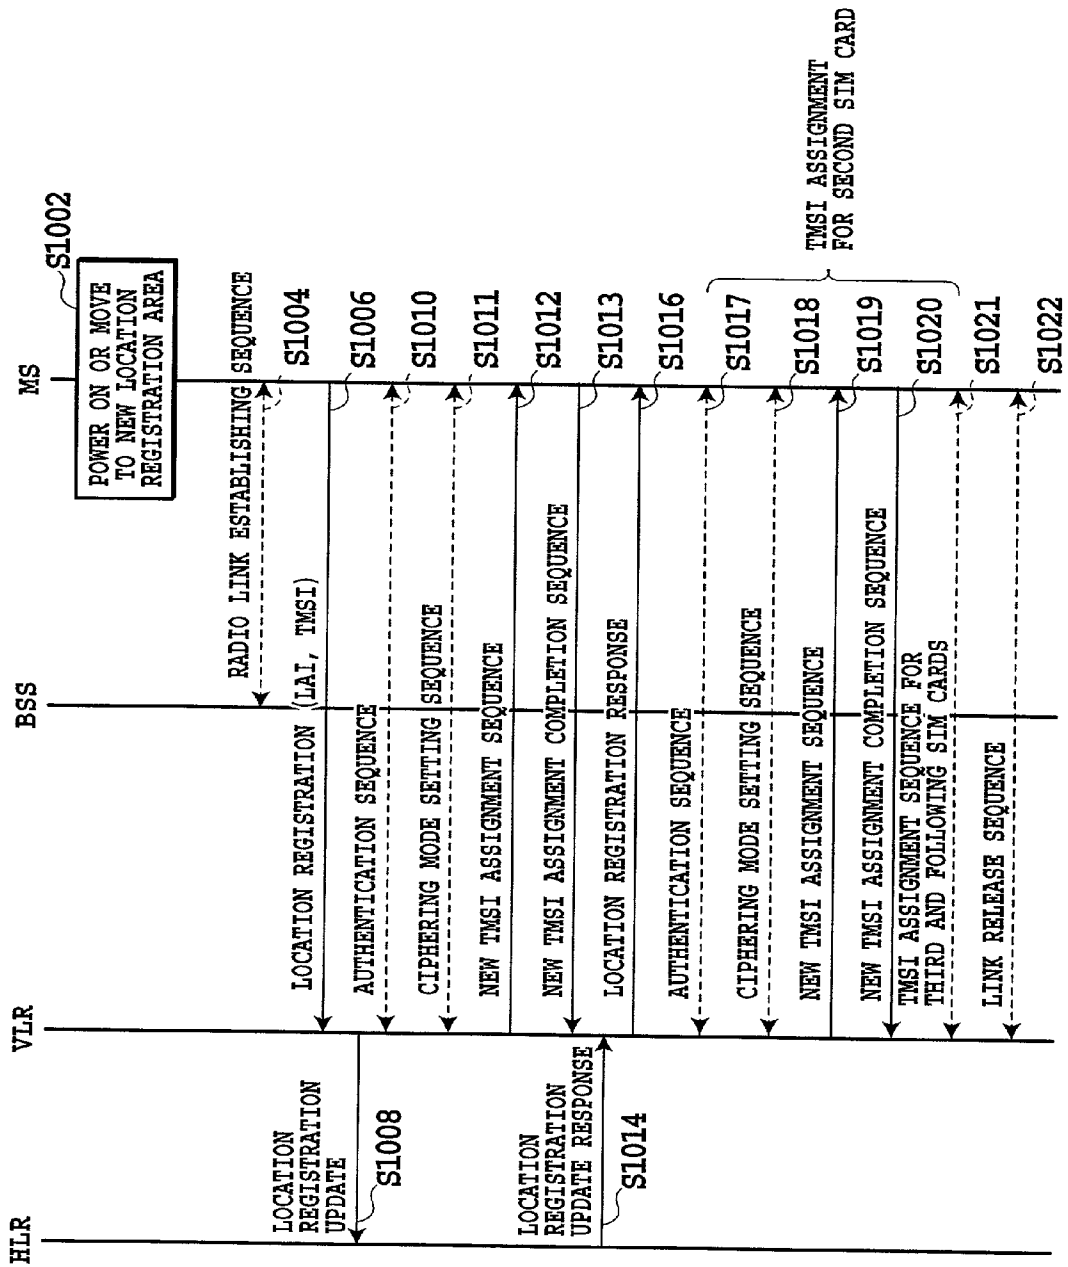 HLR
VLR
BSS
MS
POWER ON OR MOVE
TO NEW LOCATION
REGISTRATION AREA
S1002
RADIO LINK ESTABLISHING SEQUENCE
S1004
LOCATION REGISTRATION (LAI, TMSI)
S1006
LOCATION
REGISTRATION
UPDATE
S1008
AUTHENTICATION SEQUENCE
S1010
CIPHERING MODE SETTING SEQUENCE
S1011
NEW TMSI ASSIGNMENT SEQUENCE
S1012
NEW TMSI ASSIGNMENT COMPLETION SEQUENCE
S1013
LOCATION
REGISTRATION
UPDATE RESPONSE
S1014
LOCATION REGISTRATION RESPONSE
S1016
AUTHENTICATION SEQUENCE
S1017
CIPHERING MODE SETTING SEQUENCE
S1018
NEW TMSI ASSIGNMENT SEQUENCE
S1019
NEW TMSI ASSIGNMENT COMPLETION SEQUENCE
S1020
TMSI ASSIGNMENT
FOR SECOND SIM CARD
TMSI ASSIGNMENT SEQUENCE FOR
THIRD AND FOLLOWING SIM CARDS
S1021
LINK RELEASE SEQUENCE
S1022